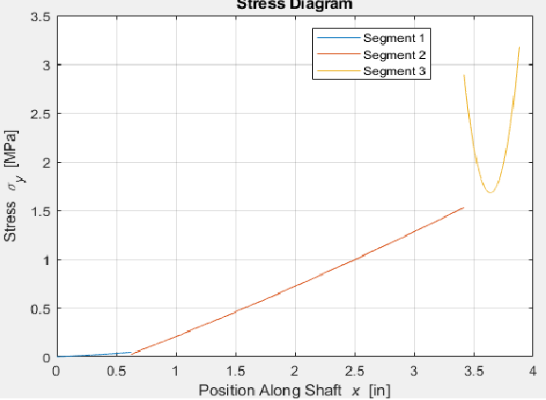 Stress Diagram
Segment 1
Segment 2
Segment 3
3.5
3
2.5
2
1.5
1
0.5
0
Stress σy [MPa]
0 0.5 1 1.5 2 2.5 3 3.5 4
Position Along Shaft x [in]